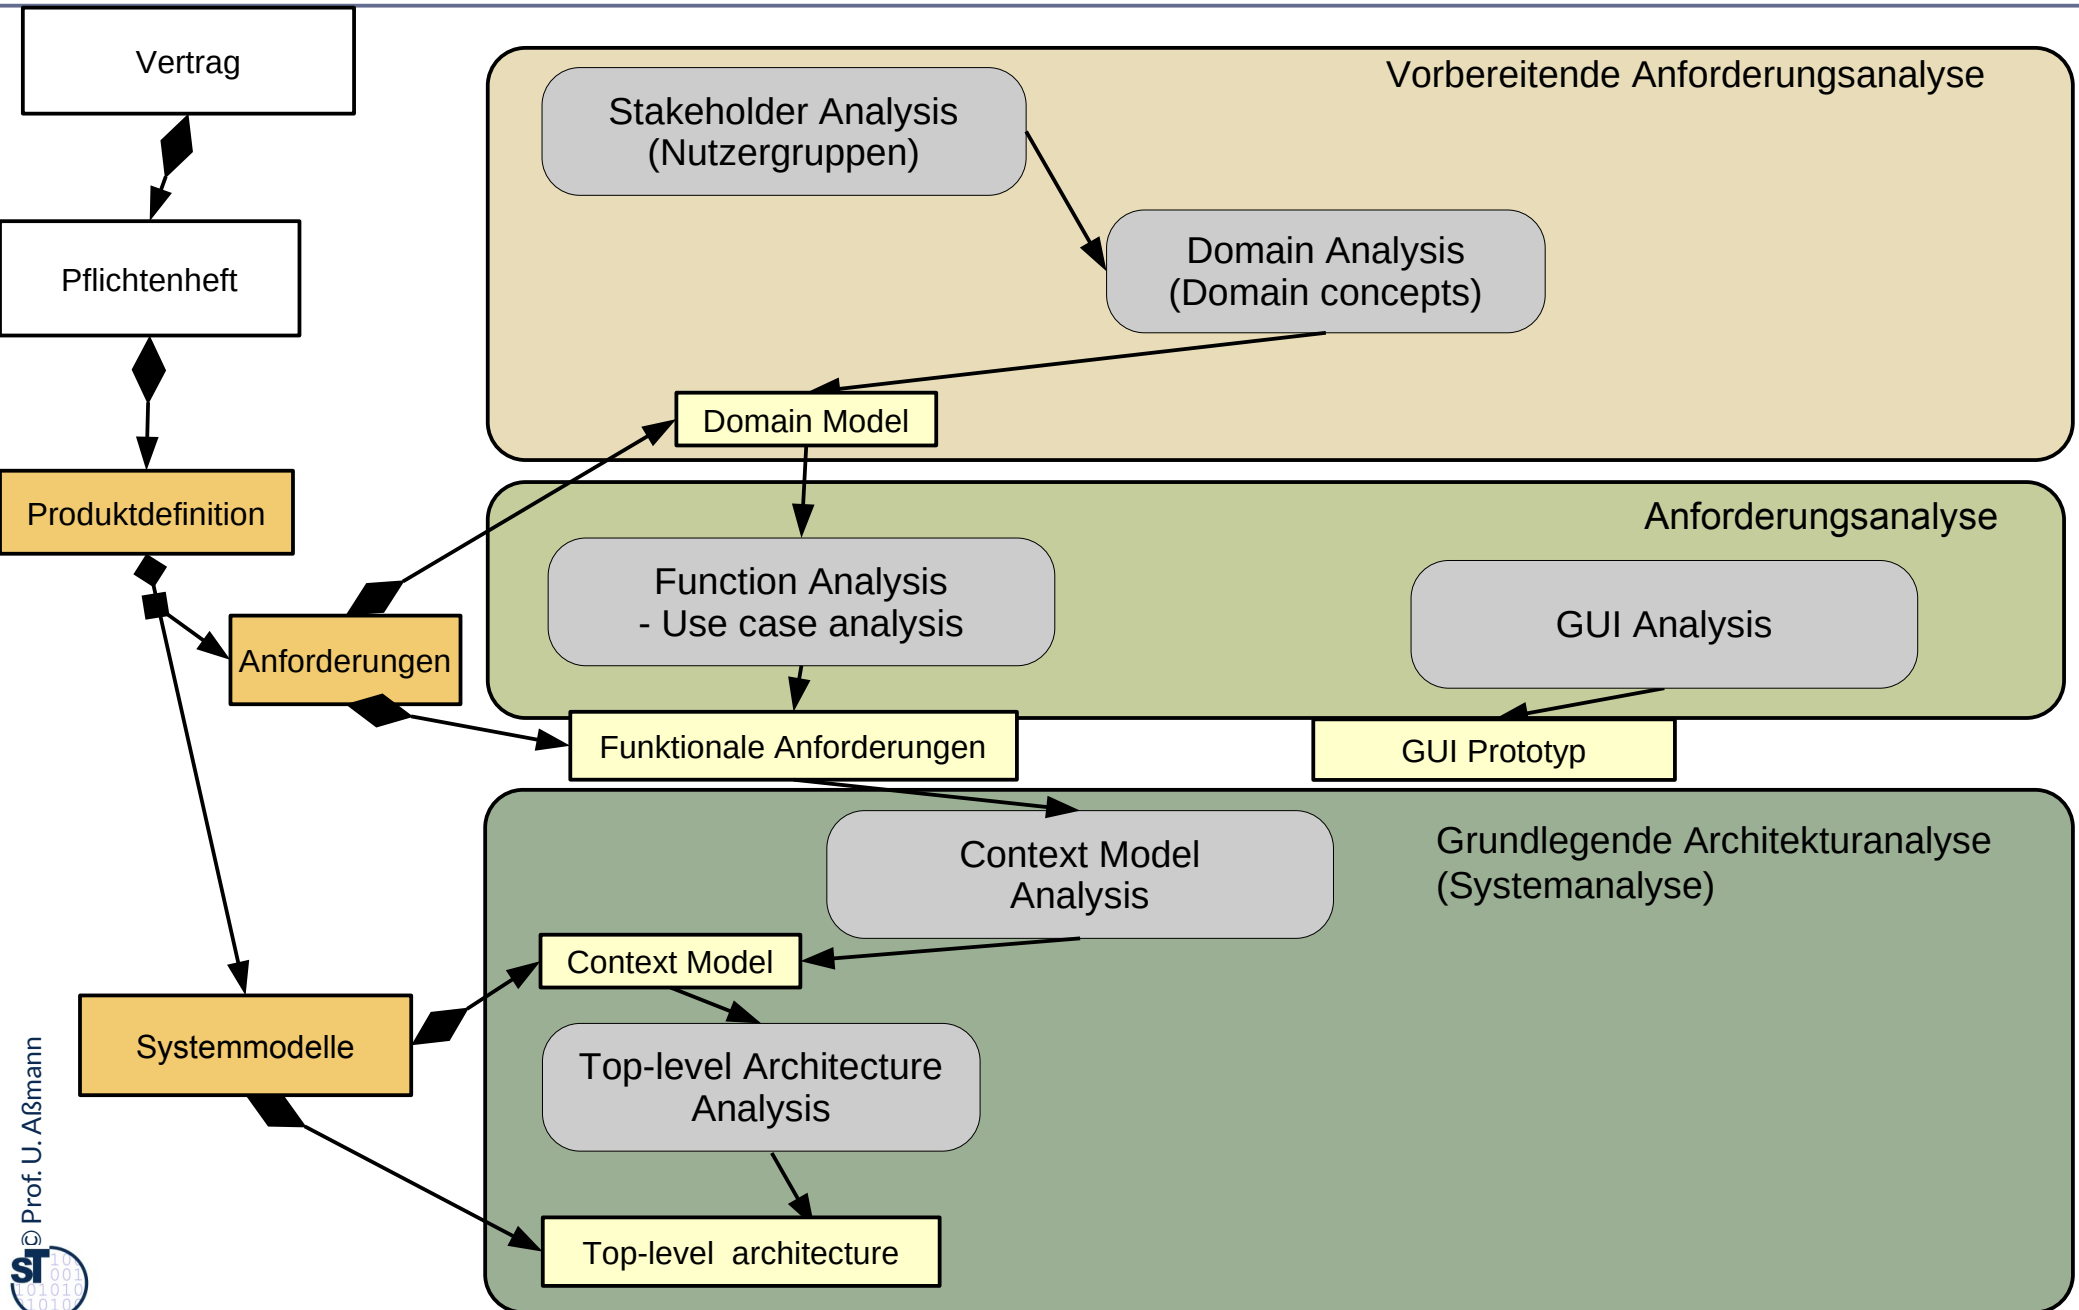 Vertrag
Vorbereitende Anforderungsanalyse
Stakeholder Analysis
(Nutzergruppen)
Domain Analysis
(Domain concepts)
Pflichtenheft
Domain Model
Produktdefinition
Anforderungsanalyse
Function Analysis
- Use case analysis
GUI Analysis
Anforderungen
Funktionale Anforderungen
GUI Prototyp
Grundlegende Architekturanalyse
(Systemanalyse)
Context Model
Analysis
Context Model
Systemmodelle
Top-level Architecture
Analysis
Top-level architecture
© Prof. U. Aßmann
ST